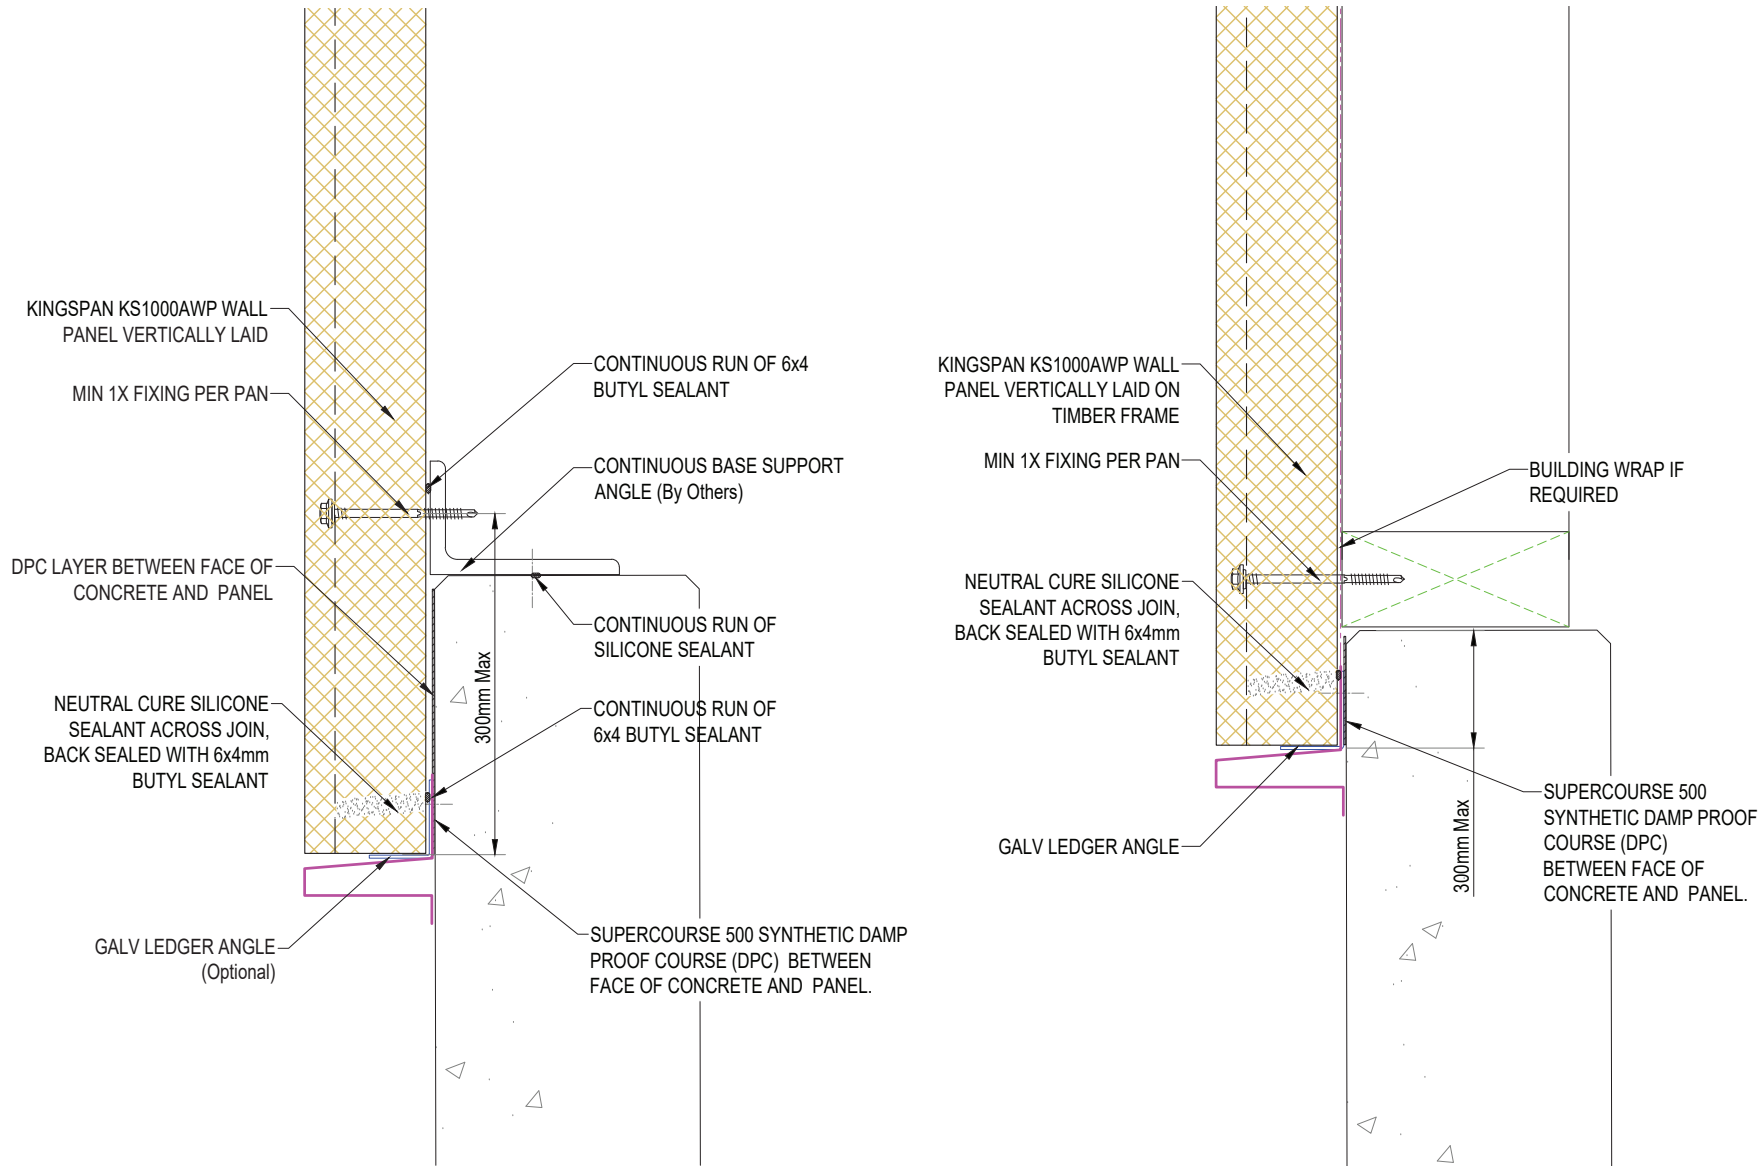 KINGSPAN KS1000AWP WALL
PANEL VERTICALLY LAID
MIN 1X FIXING PER PAN
DPC LAYER BETWEEN FACE OF
CONCRETE AND PANEL
NEUTRAL CURE SILICONE
SEALANT ACROSS JOIN,
BACK SEALED WITH 6x4mm
BUTYL SEALANT
GALV LEDGER ANGLE
(Optional)
CONTINUOUS RUN OF 6x4
BUTYL SEALANT
CONTINUOUS BASE SUPPORT
ANGLE (By Others)
CONTINUOUS RUN OF
SILICONE SEALANT
300mm Max
CONTINUOUS RUN OF
6x4 BUTYL SEALANT
SUPERCOURSE 500 SYNTHETIC DAMP
PROOF COURSE (DPC) BETWEEN
FACE OF CONCRETE AND PANEL.
KINGSPAN KS1000AWP WALL
PANEL VERTICALLY LAID ON
TIMBER FRAME
MIN 1X FIXING PER PAN
NEUTRAL CURE SILICONE
SEALANT ACROSS JOIN,
BACK SEALED WITH 6x4mm
BUTYL SEALANT
GALV LEDGER ANGLE
BUILDING WRAP IF
REQUIRED
300mm Max
SUPERCOURSE 500
SYNTHETIC DAMP PROOF
COURSE (DPC)
BETWEEN FACE OF
CONCRETE AND PANEL.